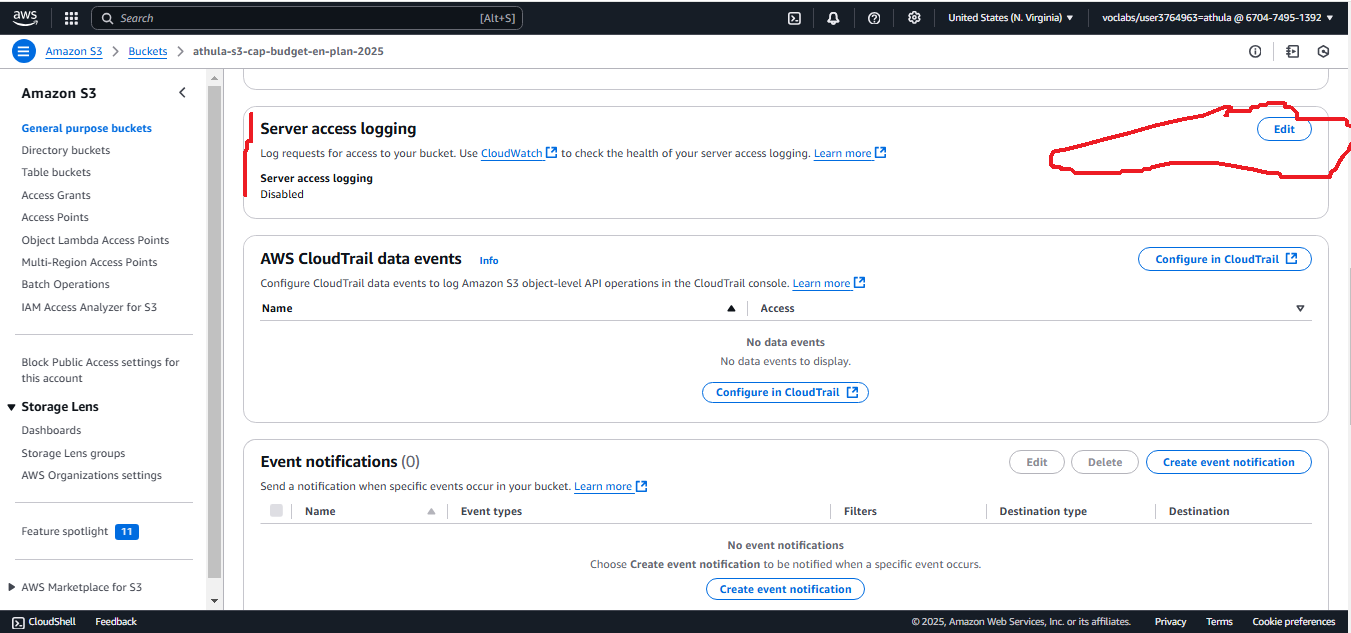 aws
Search [Alt+S] United States (N. Virginia) ▼ voclabs/user3764963=athula @ 6704-7495-1392 ▼
Amazon S3 > Buckets > athula-s3-cap-budget-en-plan-2025
Amazon S3
General purpose buckets
Directory buckets
Table buckets
Access Grants
Access Points
Object Lambda Access Points
Multi-Region Access Points
Batch Operations
IAM Access Analyzer for S3
Block Public Access settings for
this account
Storage Lens
Dashboards
Storage Lens groups
AWS Organizations settings
Feature spotlight 11
AWS Marketplace for S3
Server access logging
Edit
Log requests for access to your bucket. Use CloudWatch to check the health of your server access logging. Learn more
Server access logging
Disabled
AWS CloudTrail data events Info
Configure in CloudTrail
Configure CloudTrail data events to log Amazon S3 object-level API operations in the CloudTrail console. Learn more
Name Access
No data events
No data events to display.
Configure in CloudTrail
Event notifications (0)
Edit Delete Create event notification
Send a notification when specific events occur in your bucket. Learn more
Name Event types Filters Destination type Destination
No event notifications
Choose Create event notification to be notified when a specific event occurs.
Create event notification
CloudShell Feedback © 2025, Amazon Web Services, Inc. or its affiliates. Privacy Terms Cookie preferences